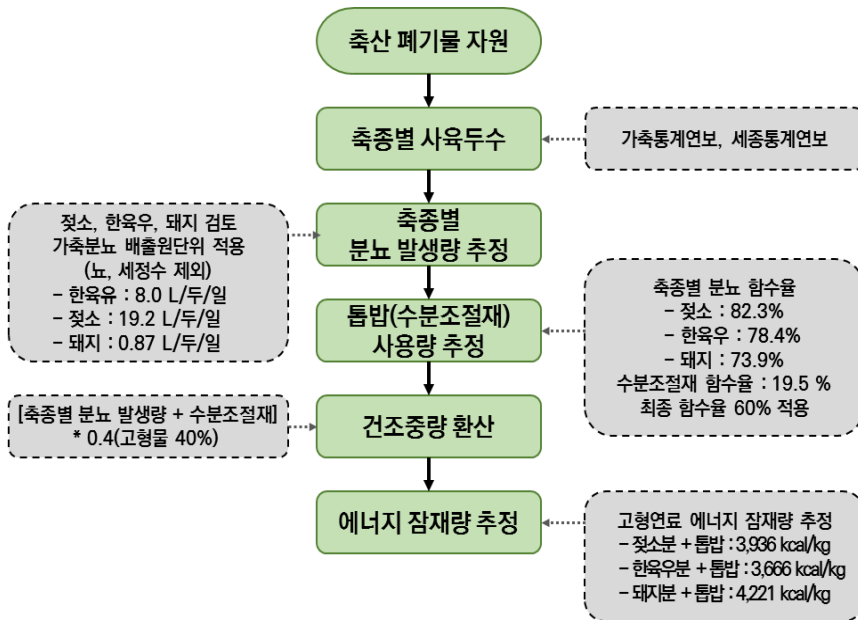 축산 폐기물 자원
축종별 사육두수
가축통계연보, 세종통계연보
젖소, 한육우, 돼지 검토
가축분뇨 배출원단위 적용
(뇨, 세정수 제외)
– 한육유 : 8.0 L/두/일
– 젖소 : 19.2 L/두/일
– 돼지 : 0.87 L/두/일
축종별
분뇨 발생량 추정
톱밥(수분조절재)
사용량 추정
축종별 분뇨 함수율
– 젖소 : 82.3%
– 한육우 : 78.4%
– 돼지 : 73.9%
수분조절재 함수율 : 19.5 %
최종 함수율 60% 적용
[축종별 분뇨 발생량 + 수분조절재]
* 0.4(고형물 40%)
건조중량 환산
에너지 잠재량 추정
고형연료 에너지 잠재량 추정
– 젖소분 + 톱밥 : 3,936 kcal/kg
– 한육우분 + 톱밥 : 3,666 kcal/kg
– 돼지분 + 톱밥 : 4,221 kcal/kg